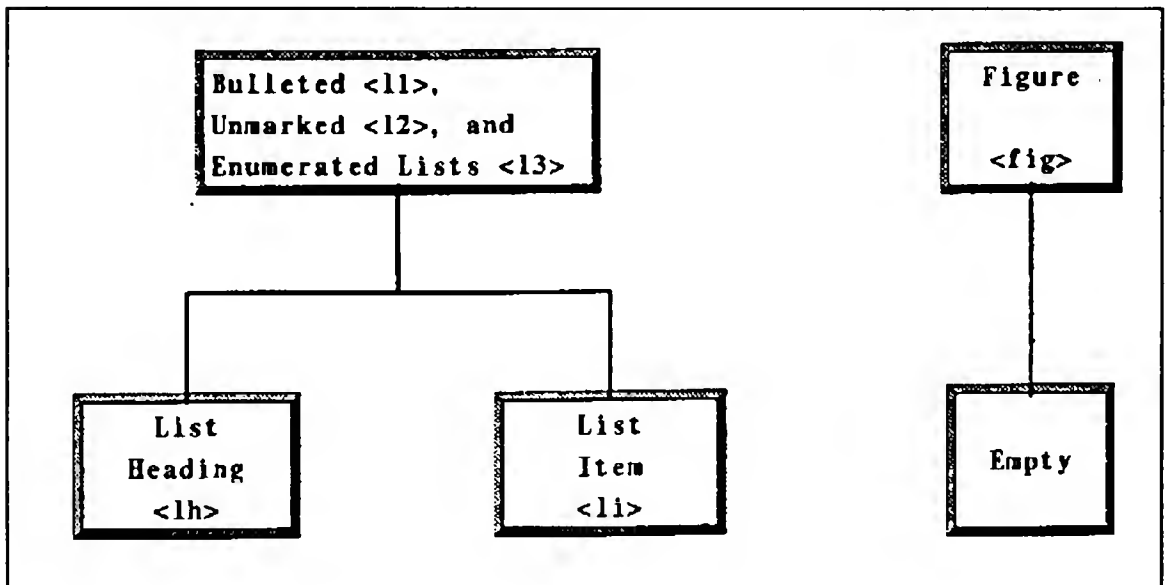 Bulleted <l1>,
Unmarked <l2>, and
Enumerated Lists <l3>
Figure
<fig>
List
Heading
<lh>
List
Item
<li>
Empty